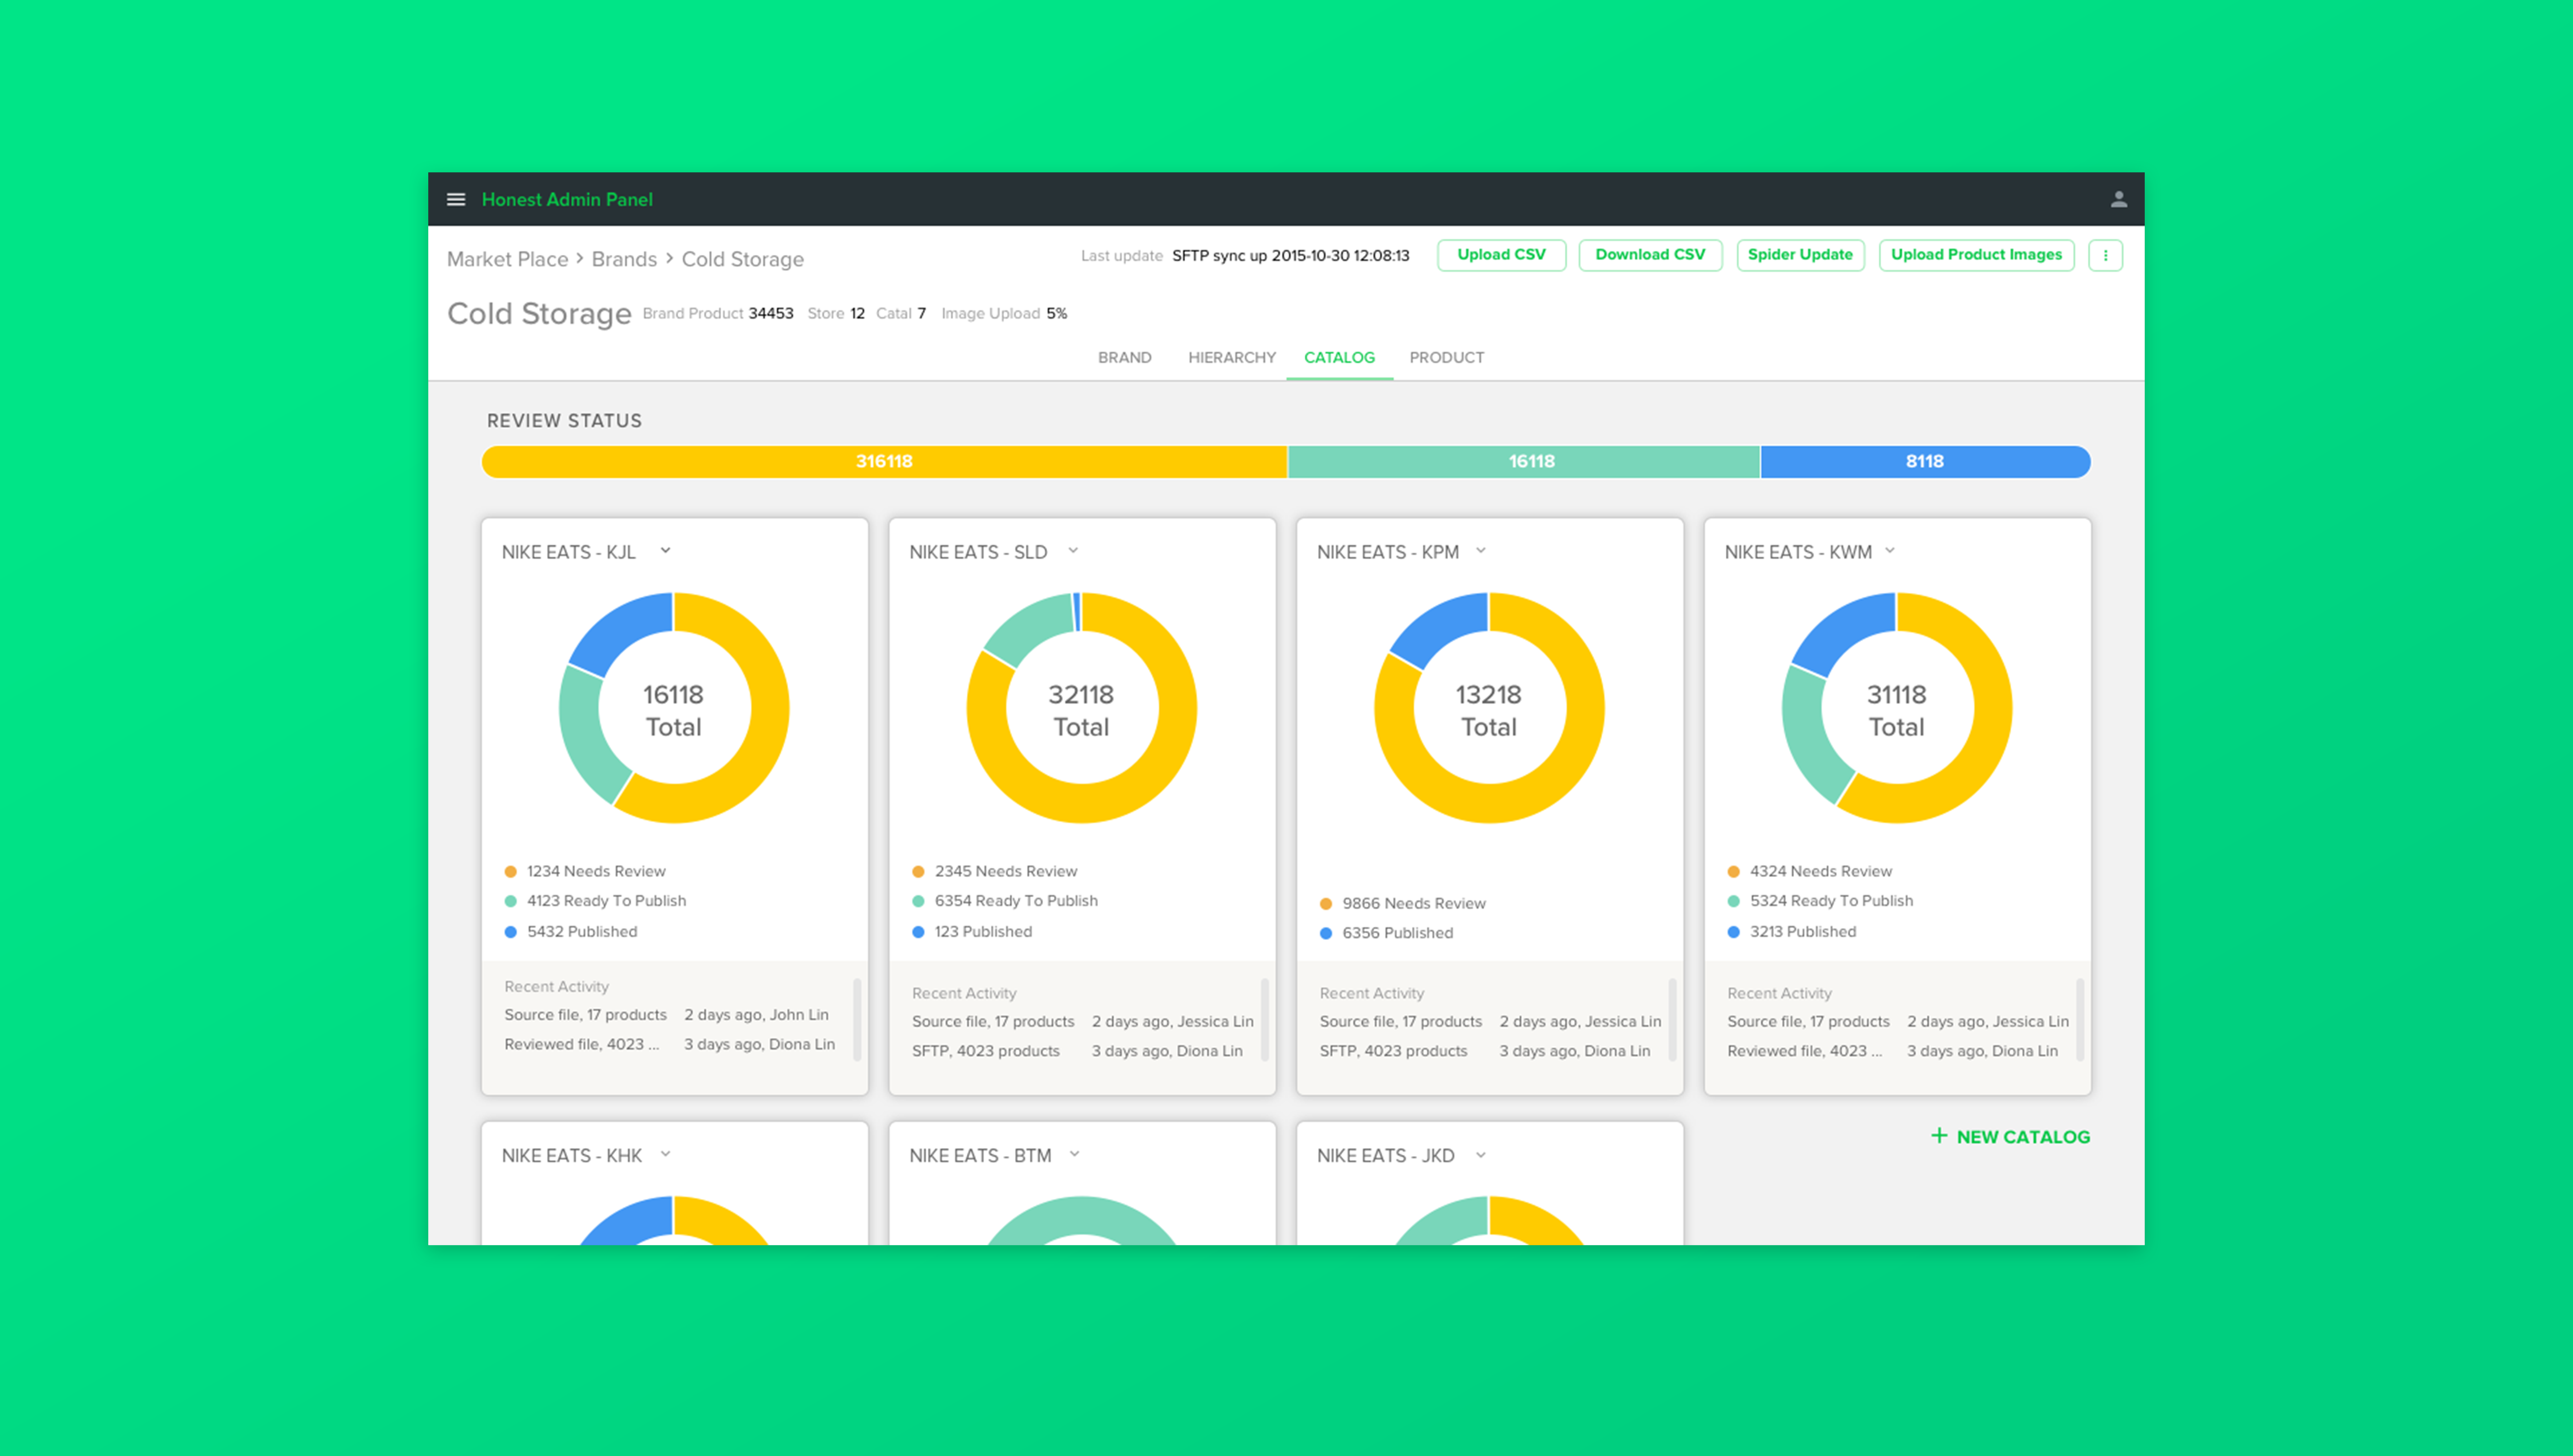 Honest Admin Panel
Market Place > Brands > Cold Storage
Last update SFTP sync up 2015-10-30 12:08:13
Upload CSV
Download CSV
Spider Update
Upload Product Images
Cold Storage Brand Product 34453 Store 12 Catal 7 Image Upload 5%
BRAND HIERARCHY CATALOG PRODUCT
REVIEW STATUS
316118 16118 8118
NIKE EATS - KJL
16118
Total
1234 Needs Review
4123 Ready To Publish
5432 Published
Recent Activity
Source file, 17 products 2 days ago, John Lin
Reviewed file, 4023 ... 3 days ago, Diona Lin
NIKE EATS - SLD
32118
Total
2345 Needs Review
6354 Ready To Publish
123 Published
Recent Activity
Source file, 17 products 2 days ago, Jessica Lin
SFTP, 4023 products 3 days ago, Diona Lin
NIKE EATS - KPM
13218
Total
9866 Needs Review
6356 Published
Recent Activity
Source file, 17 products 2 days ago, Jessica Lin
SFTP, 4023 products 3 days ago, Diona Lin
NIKE EATS - KWM
31118
Total
4324 Needs Review
5324 Ready To Publish
3213 Published
Recent Activity
Source file, 17 products 2 days ago, Jessica Lin
Reviewed file, 4023 ... 3 days ago, Diona Lin
NIKE EATS - KHK
NIKE EATS - BTM
NIKE EATS - JKD
+ NEW CATALOG